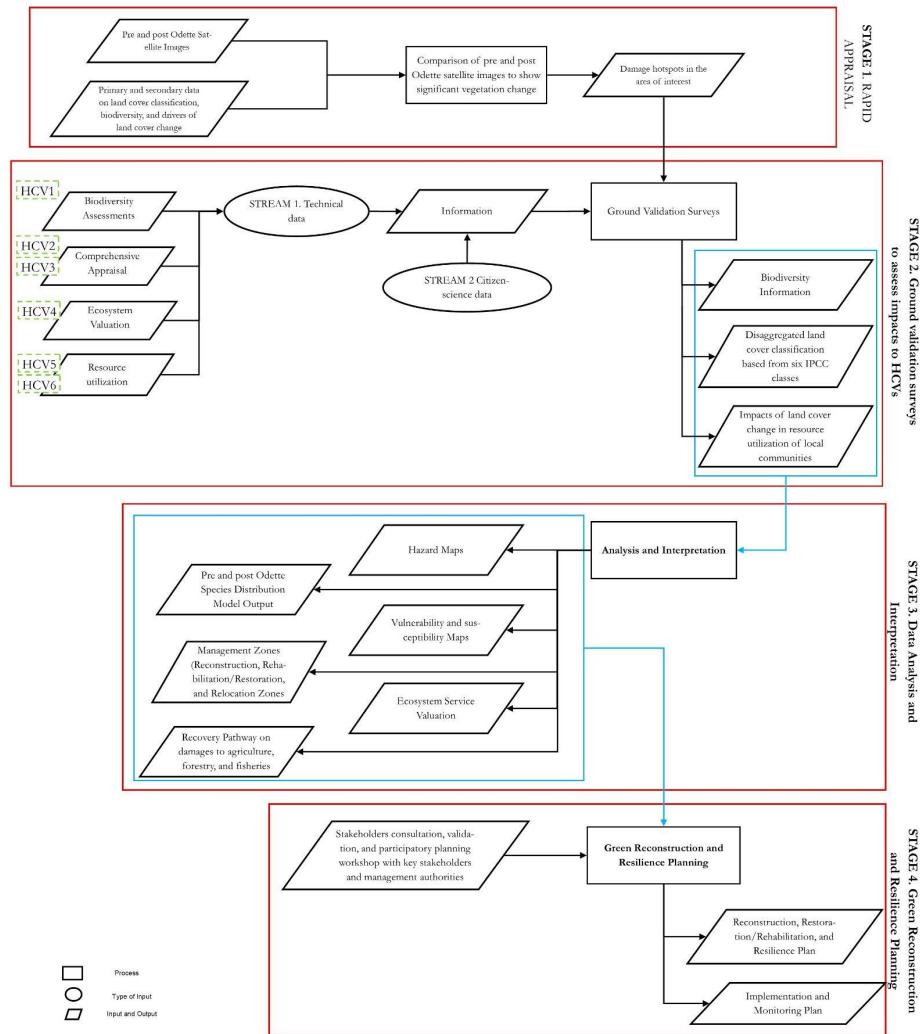 STAGE 1. RAPID
APPRAISAL
Pre and post Odette Sat-
ellite Images
Primary and secondary data
on land cover classification,
biodiversity, and drivers of
land cover change
Comparison of pre and post
Odette satellite images to show
significant vegetation change
Damage hotspots in the
area of interest
STAGE 2. Ground validation surveys
to assess impacts to HCVs
HCV1
Biodiversity
Assessments
HCV2
HCV3
Comprehensive
Appraisal
HCV4
Ecosystem
Valuation
HCV5
HCV6
Resource
utilization
STREAM 1. Technical
data
Information
STREAM 2 Citizen-
science data
Ground Validation Surveys
Biodiversity
Information
Disaggregated land
cover classification
based from six IPCC
classes
Impacts of land cover
change in resource
utilization of local
communities
STAGE 3. Data Analysis and
Interpretation
Analysis and Interpretation
Hazard Maps
Pre and post Odette
Species Distribution
Model Output
Vulnerability and sus-
ceptibility Maps
Management Zones
(Reconstruction, Reha-
bilitation/Restoration,
and Relocation Zones
Ecosystem Service
Valuation
Recovery Pathway on
damages to agriculture,
forestry, and fisheries
STAGE 4. Green Reconstruction
and Resilience Planning
Stakeholders consultation, valida-
tion, and participatory planning
workshop with key stakeholders
and management authorities
Green Reconstruction and
Resilience Planning
Reconstruction, Restora-
tion/Rehabilitation, and
Resilience Plan
Implementation and
Monitoring Plan
Process
Type of Input
Input and Output